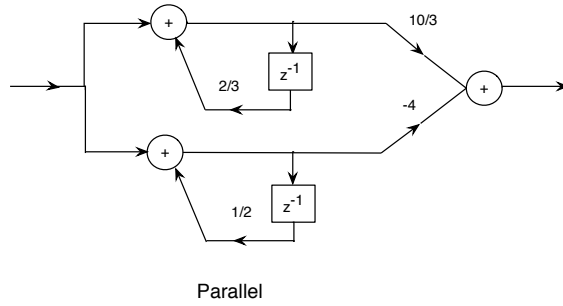 +
10/3
2/3
z-1
-4
+
+
1/2
z-1
Parallel